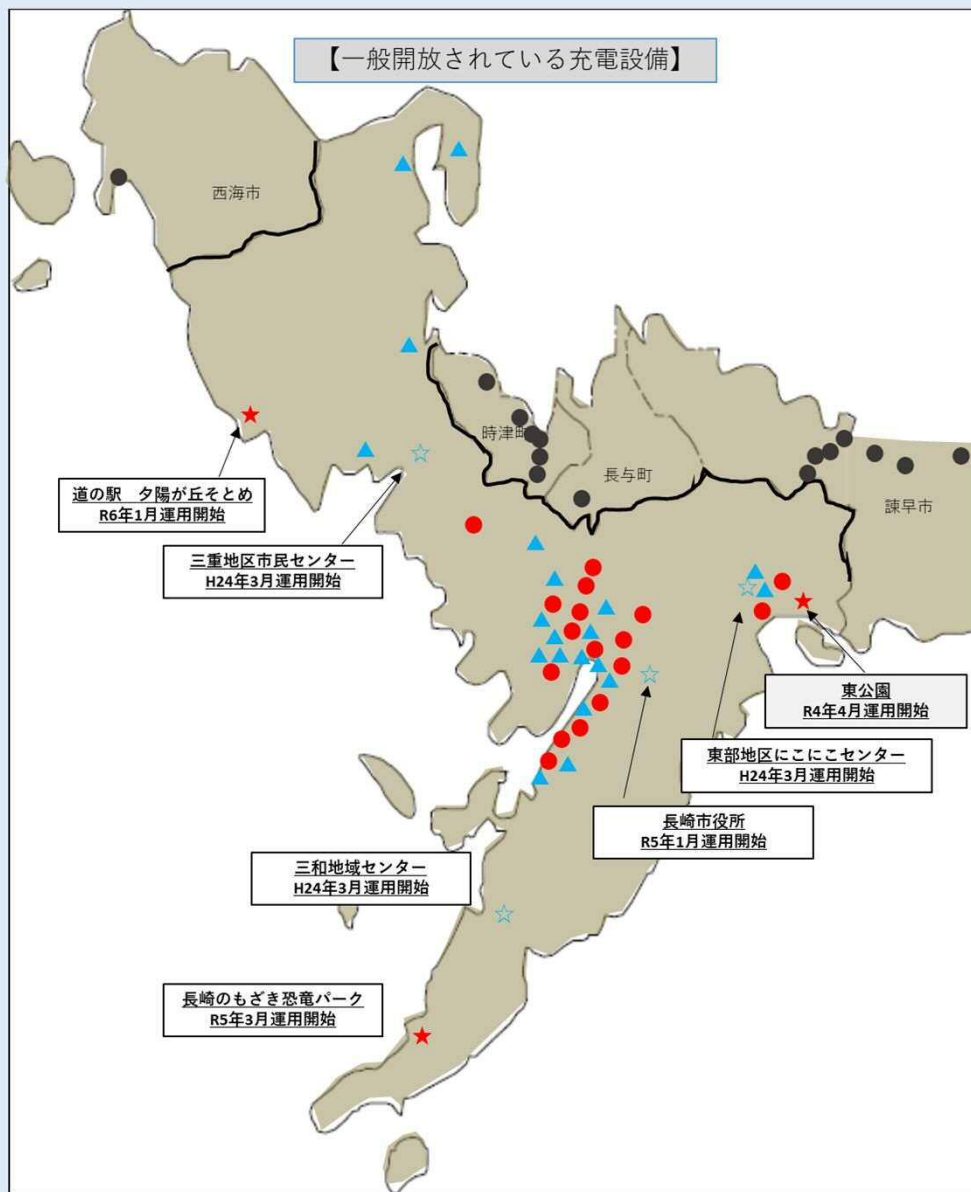 【一般開放されている充電設備】
西海市
時津町
長与町
諫早市
道の駅　夕陽が丘そとめ
R6年1月運用開始
三重地区市民センター
H24年3月運用開始
東公園
R4年4月運用開始
東部地区にこにこセンター
H24年3月運用開始
長崎市役所
R5年1月運用開始
三和地域センター
H24年3月運用開始
長崎のもざき恐竜パーク
R5年3月運用開始